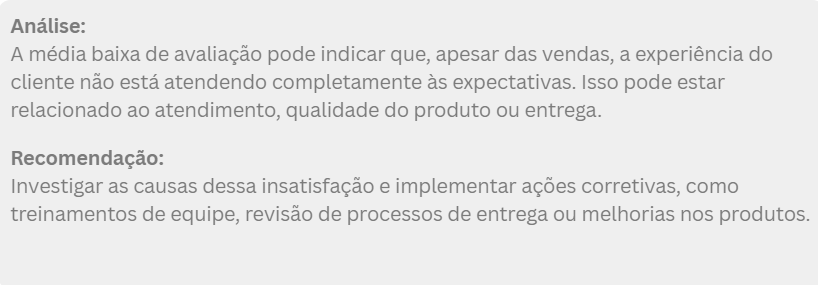 Análise:
A média baixa de avaliação pode indicar que, apesar das vendas, a experiência do
cliente não está atendendo completamente às expectativas. Isso pode estar
relacionado ao atendimento, qualidade do produto ou entrega.
Recomendação:
Investigar as causas dessa insatisfação e implementar ações corretivas, como
treinamentos de equipe, revisão de processos de entrega ou melhorias nos produtos.